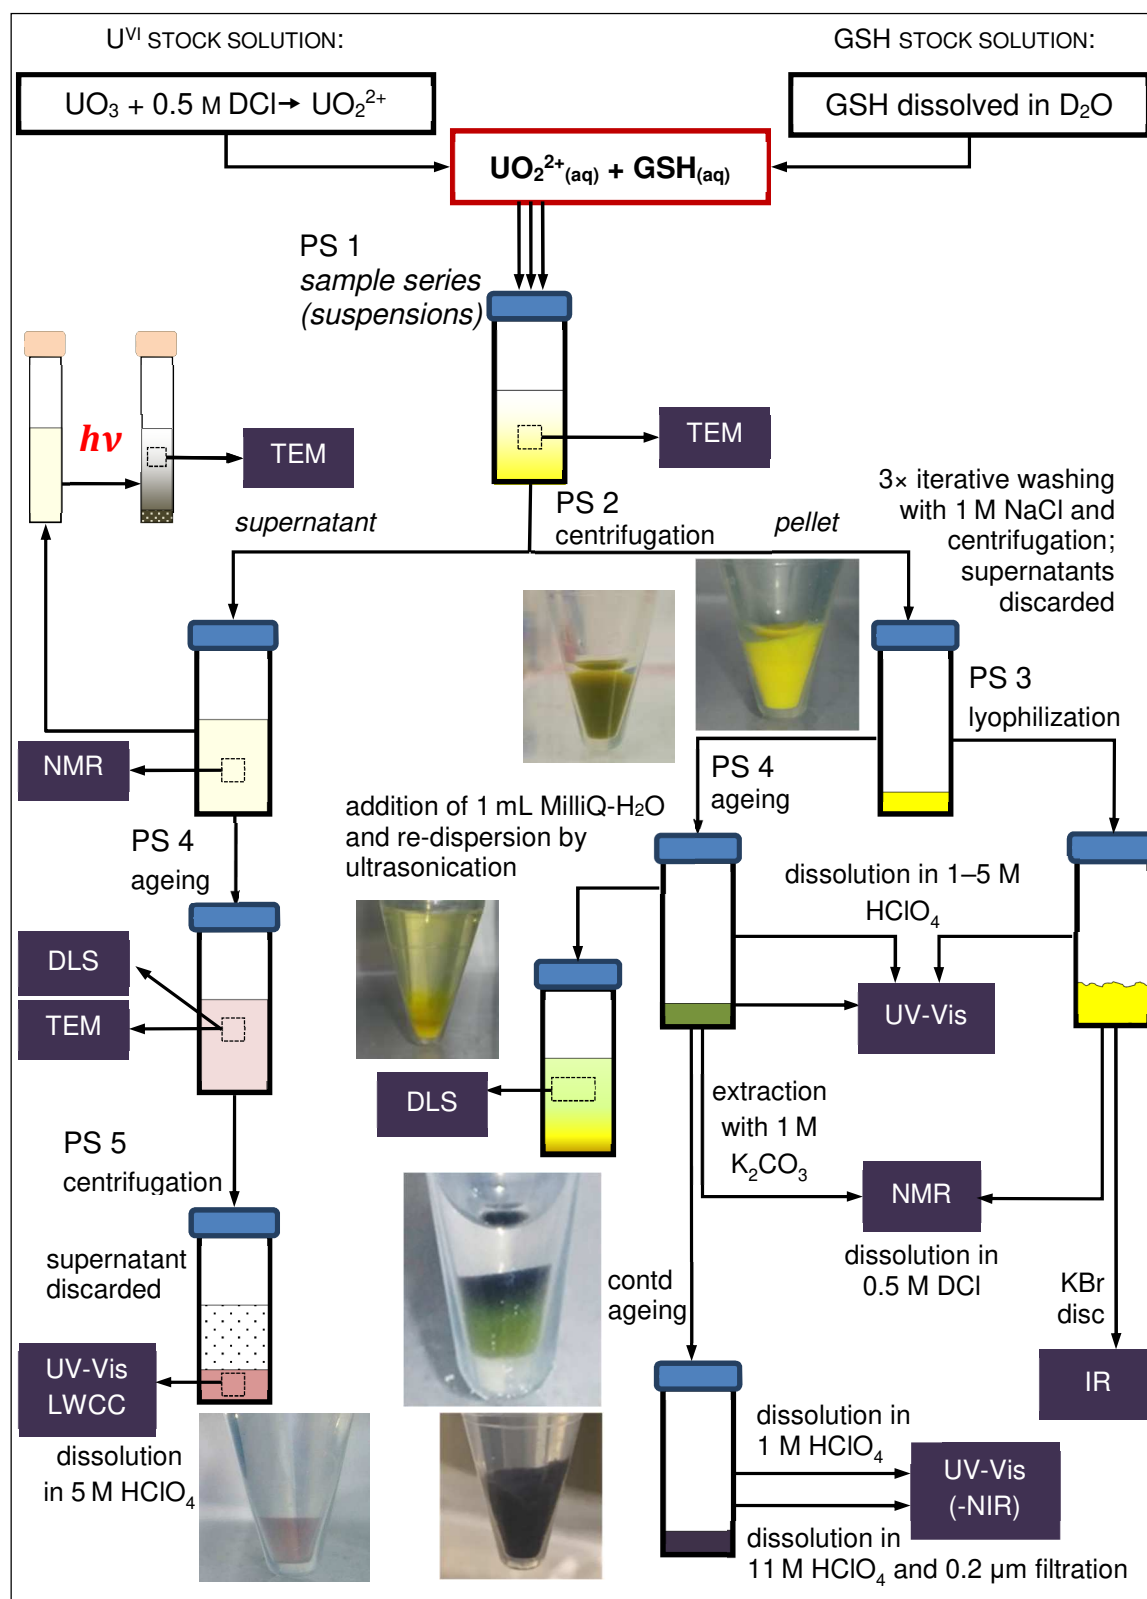 U^VI STOCK SOLUTION:
GSH STOCK SOLUTION:
UO₃ + 0.5 M DCl→ UO₂²⁺
GSH dissolved in D₂O
UO₂²⁺(aq) + GSH(aq)
PS 1
sample series
(suspensions)
hν
TEM
TEM
supernatant
PS 2
centrifugation
pellet
3× iterative washing
with 1 M NaCl and
centrifugation;
supernatants
discarded
PS 3
lyophilization
NMR
PS 4
ageing
PS 4
ageing
addition of 1 mL MilliQ-H₂O
and re-dispersion by
ultrasonication
dissolution in 1–5 M
HClO₄
DLS
TEM
UV-Vis
DLS
extraction
with 1 M
K₂CO₃
PS 5
centrifugation
NMR
dissolution in
0.5 M DCl
supernatant
discarded
contd
ageing
KBr
disc
UV-Vis
LWCC
IR
dissolution
in 5 M HClO₄
dissolution in
1 M HClO₄
UV-Vis
(-NIR)
dissolution in
11 M HClO₄ and 0.2 µm filtration